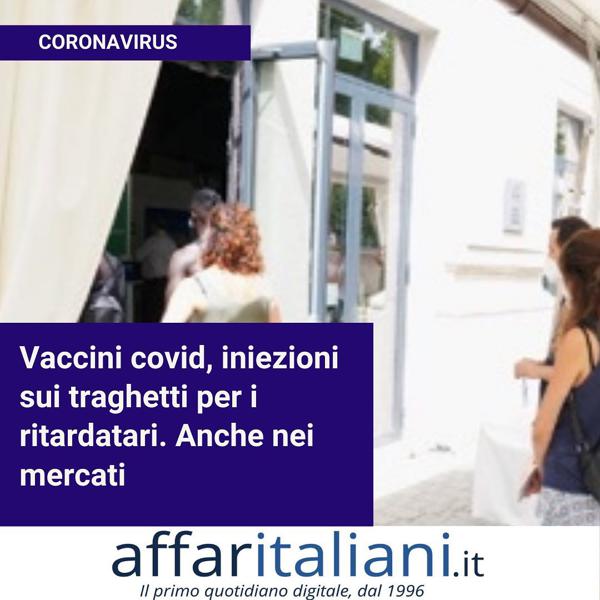 CORONAVIRUS
Vaccini covid, iniezioni
sui traghetti per i
ritardatari. Anche nei
mercati
affaritaliani.it
Il primo quotidiano digitale, dal 1996